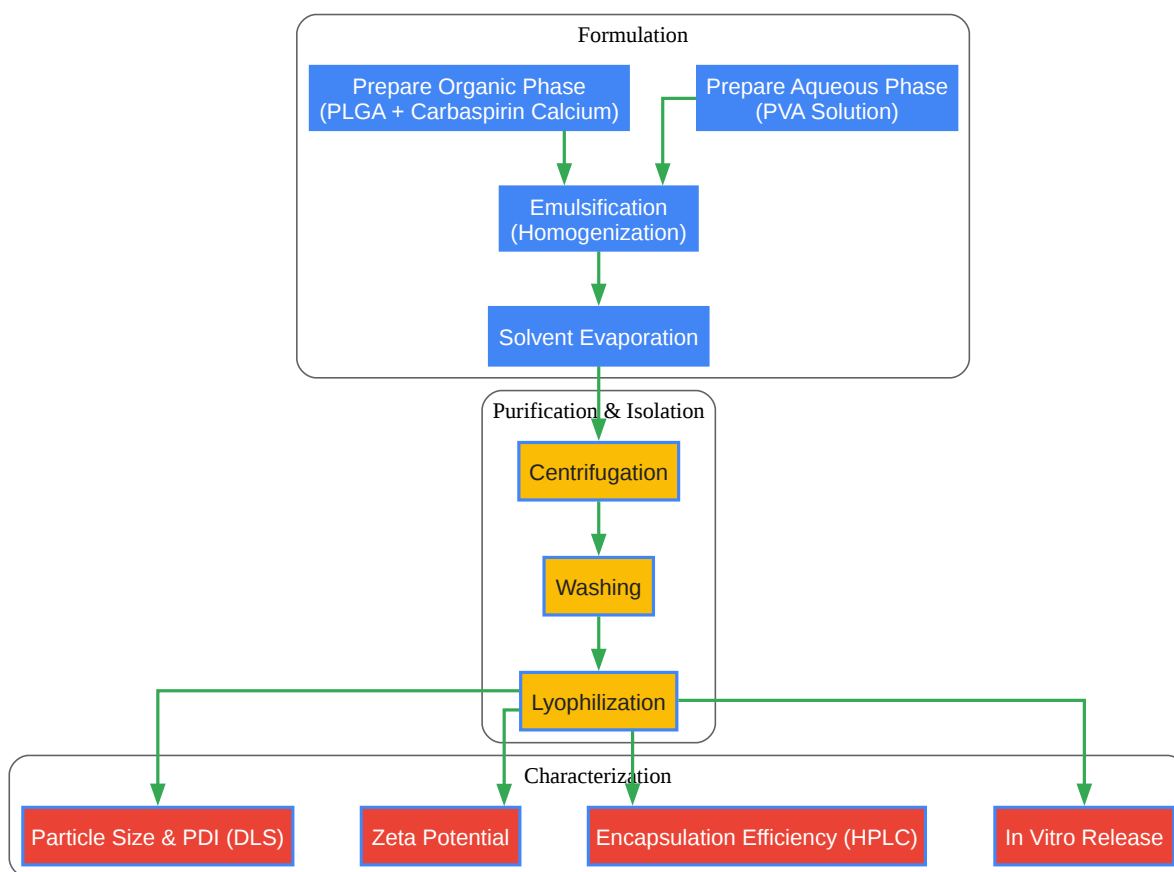 Formulation
Prepare Organic Phase
(PLGA + Carbaspirin Calcium)
Prepare Aqueous Phase
(PVA Solution)
Emulsification
(Homogenization)
Solvent Evaporation
Purification & Isolation
Centrifugation
Washing
Lyophilization
Characterization
Particle Size & PDI (DLS)
Zeta Potential
Encapsulation Efficiency (HPLC)
In Vitro Release